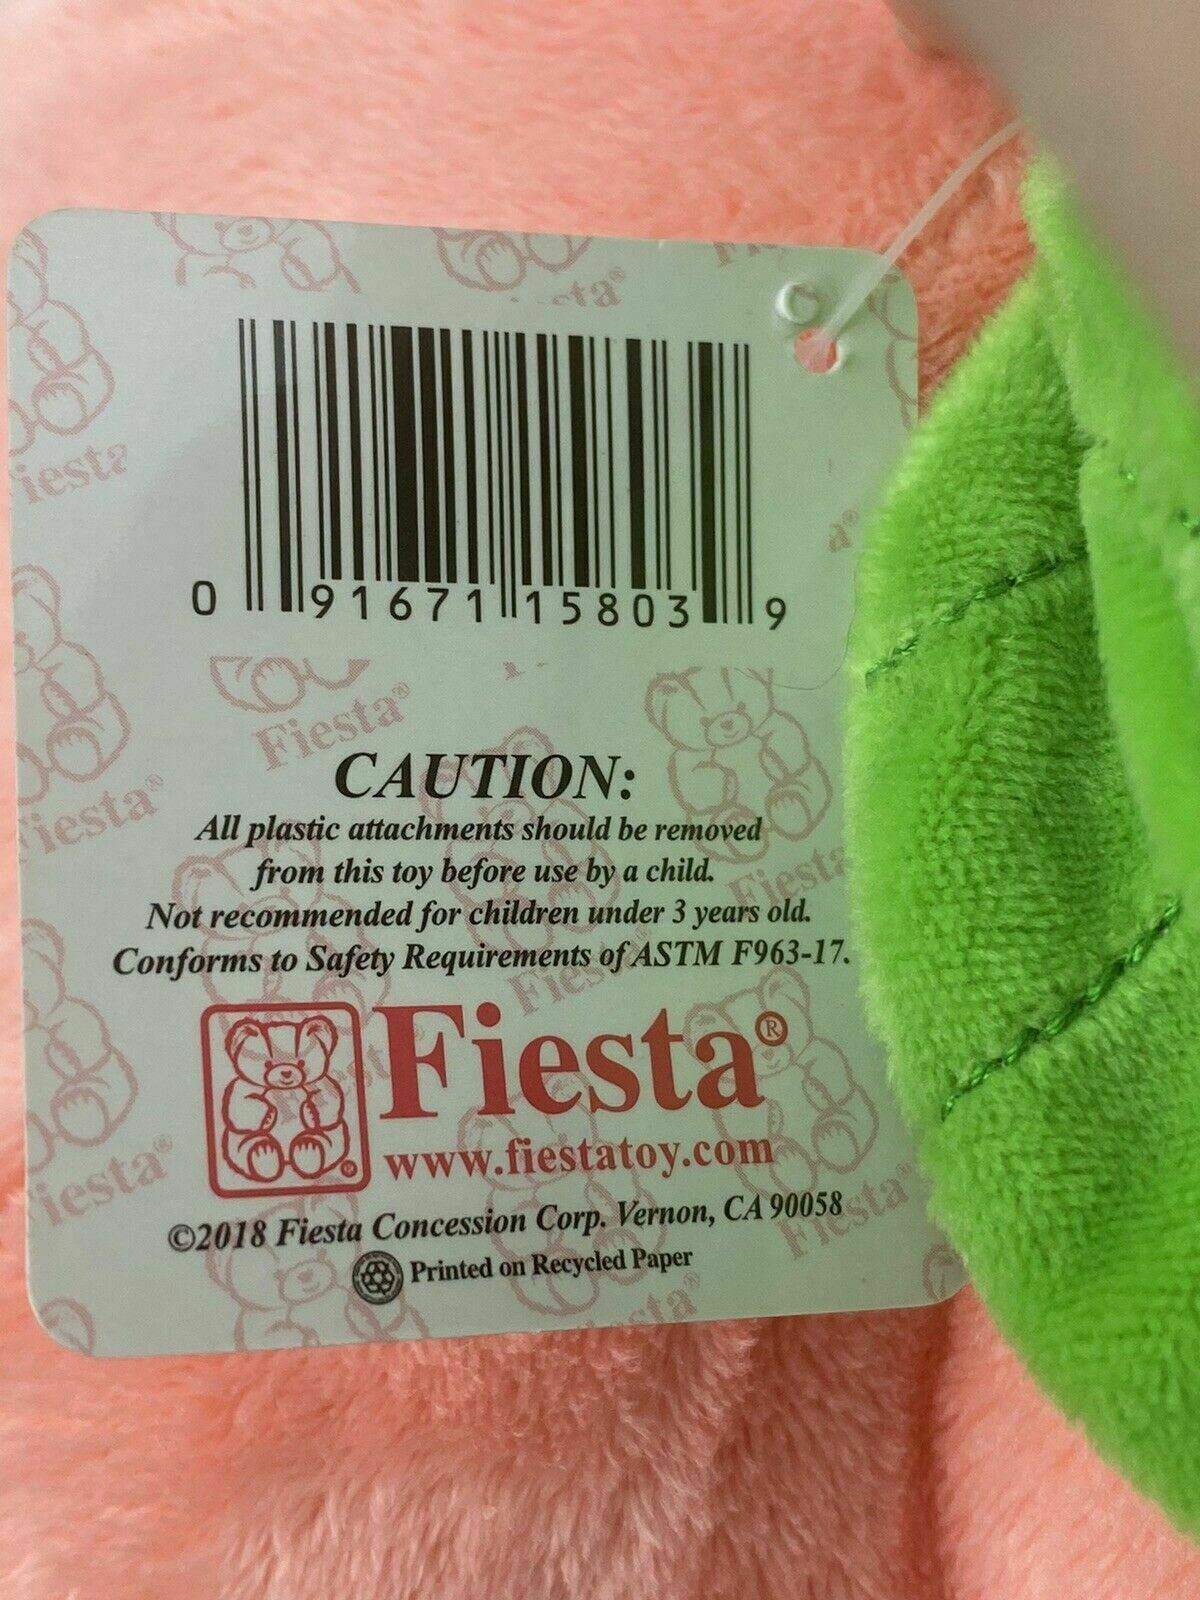 0 91671 15803 9
CAUTION:
All plastic attachments should be removed
from this toy before use by a child.
Not recommended for children under 3 years old.
Conforms to Safety Requirements of ASTM F963-17.
Fiesta®
www.fiestatoy.com
©2018 Fiesta Concession Corp. Vernon, CA 90058
Printed on Recycled Paper